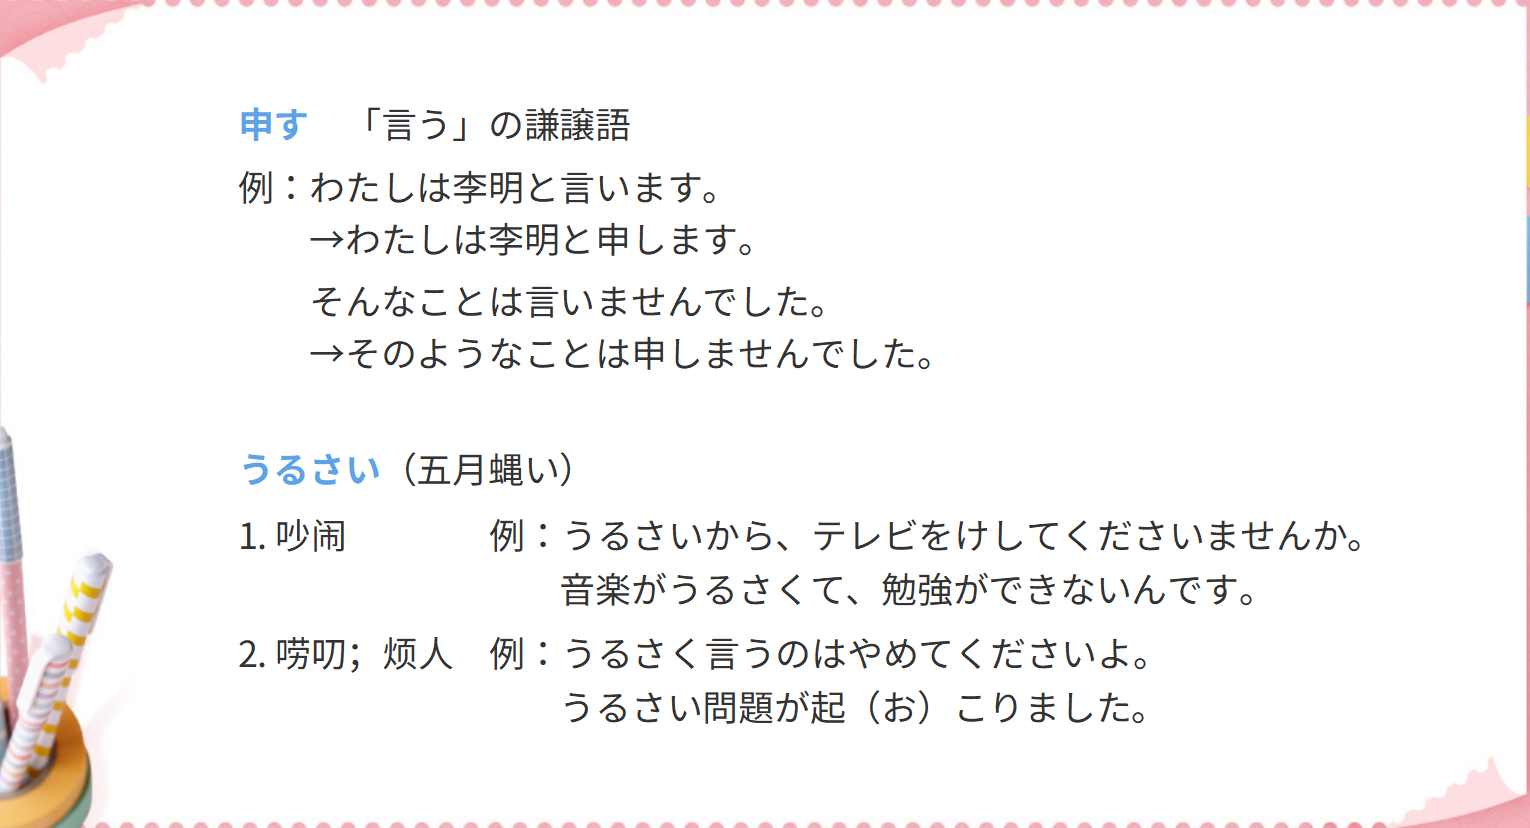 申す　「言う」の謙譲語
例：わたしは李明と言います。
→わたしは李明と申します。
そんなことは言いませんでした。
→そのようなことは申しませんでした。
うるさい（五月蝿い）
1. 吵闹　例：うるさいから、テレビをけしてくださいませんか。
音楽がうるさくて、勉強ができないんです。
2. 唠叨；烦人　例：うるさく言うのはやめてくださいよ。
うるさい問題が起（お）こりました。